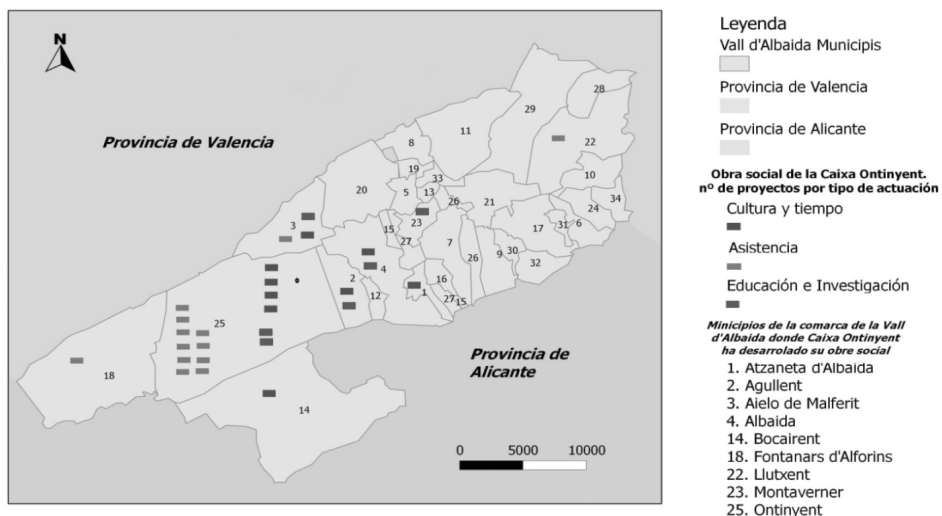 N
Provincia de Valencia
28
29
22
8
11
10
19
33
20
5
13
26
21
34
24
3
23
31
6
15
17
27
7
9
30
26
32
4
2
16
12
1
27
15
25
18
14
Provincia de
Alicante
0 5000 10000
Leyenda
Vall d'Albaida Municipis
Provincia de Valencia
Provincia de Alicante
Obra social de la Caixa Ontinyent.
nº de proyectos por tipo de actuación
Cultura y tiempo
Asistencia
Educación e Investigación
Minicipios de la comarca de la Vall
d'Albaida donde Caixa Ontinyent
ha desarrolado su obre social
1. Atzaneta d'Albaida
2. Agullent
3. Aielo de Malferit
4. Albaida
14. Bocairent
18. Fontanars d'Alforins
22. Llutxent
23. Montaverner
25. Ontinyent